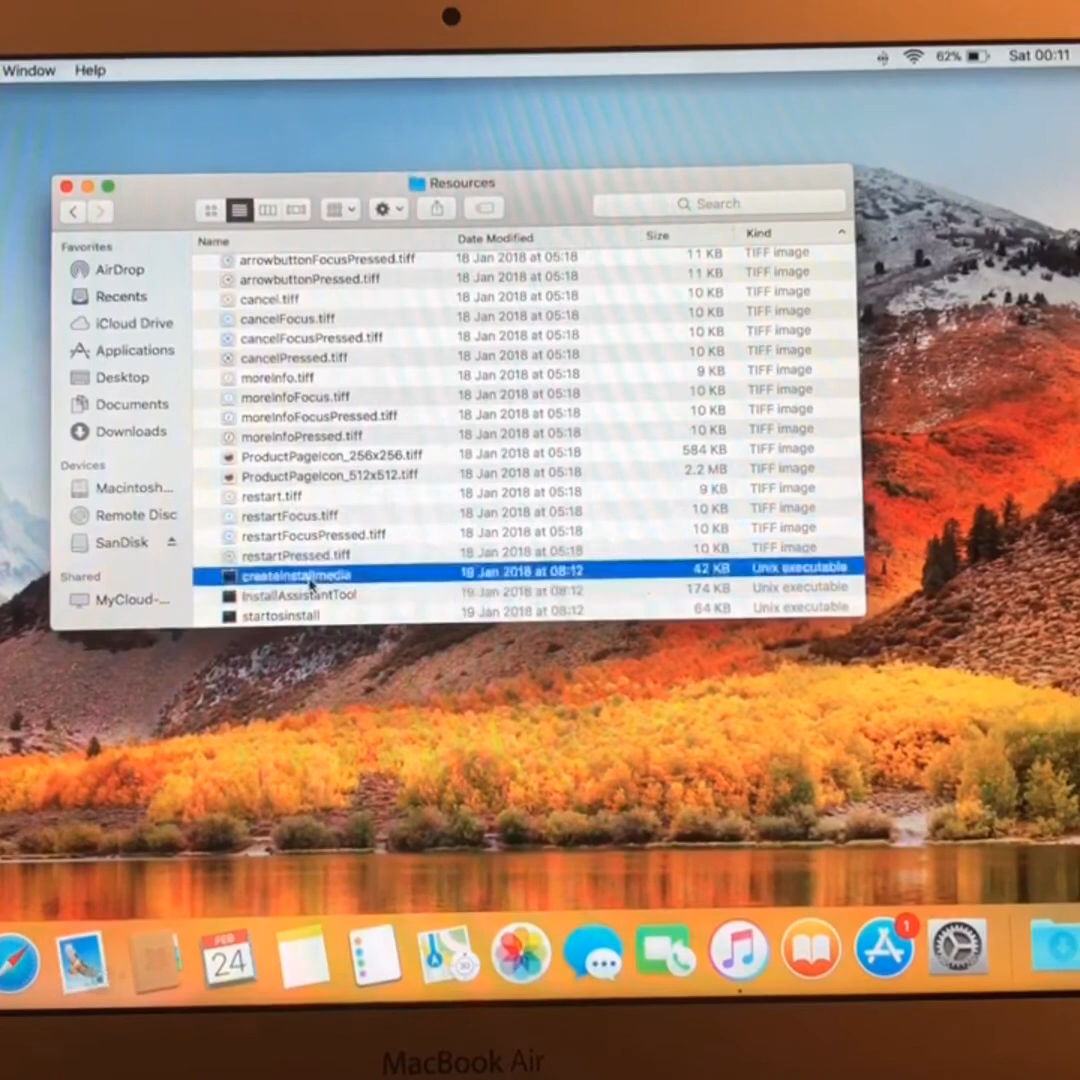 Window Help 62% Sat 00:11
Resources
Search
Favorites
AirDrop
Recents
iCloud Drive
Applications
Desktop
Documents
Downloads
Devices
Macintosh...
Remote Disc
SanDisk
Shared
MyCloud-...
Name Date Modified Size Kind
arrowbuttonFocusPressed.tiff 18 Jan 2018 at 05:18 11 KB TIFF image
arrowbuttonPressed.tiff 18 Jan 2018 at 05:18 11 KB TIFF image
cancel.tiff 18 Jan 2018 at 05:18 10 KB TIFF image
cancelFocus.tiff 18 Jan 2018 at 05:18 10 KB TIFF image
cancelFocusPressed.tiff 18 Jan 2018 at 05:18 10 KB TIFF image
cancelPressed.tiff 18 Jan 2018 at 05:18 10 KB TIFF image
moreInfo.tiff 18 Jan 2018 at 05:18 9 KB TIFF image
moreInfoFocus.tiff 18 Jan 2018 at 05:18 10 KB TIFF image
moreInfoFocusPressed.tiff 18 Jan 2018 at 05:18 10 KB TIFF image
moreInfoPressed.tiff 18 Jan 2018 at 05:18 10 KB TIFF image
ProductPageIcon_256x256.tiff 18 Jan 2018 at 05:18 584 KB TIFF image
ProductPageIcon_512x512.tiff 18 Jan 2018 at 05:18 2.2 MB TIFF image
restart.tiff 18 Jan 2018 at 05:18 9 KB TIFF image
restartFocus.tiff 18 Jan 2018 at 05:18 10 KB TIFF image
restartFocusPressed.tiff 18 Jan 2018 at 05:18 10 KB TIFF image
restartPressed.tiff 18 Jan 2018 at 05:18 10 KB TIFF image
createinstallmedia 19 Jan 2018 at 08:12 42 KB Unix executable
InstallAssistantTool 19 Jan 2018 at 08:12 174 KB Unix executable
startosinstall 19 Jan 2018 at 08:12 64 KB Unix executable
FEB
24
1
MacBook Air